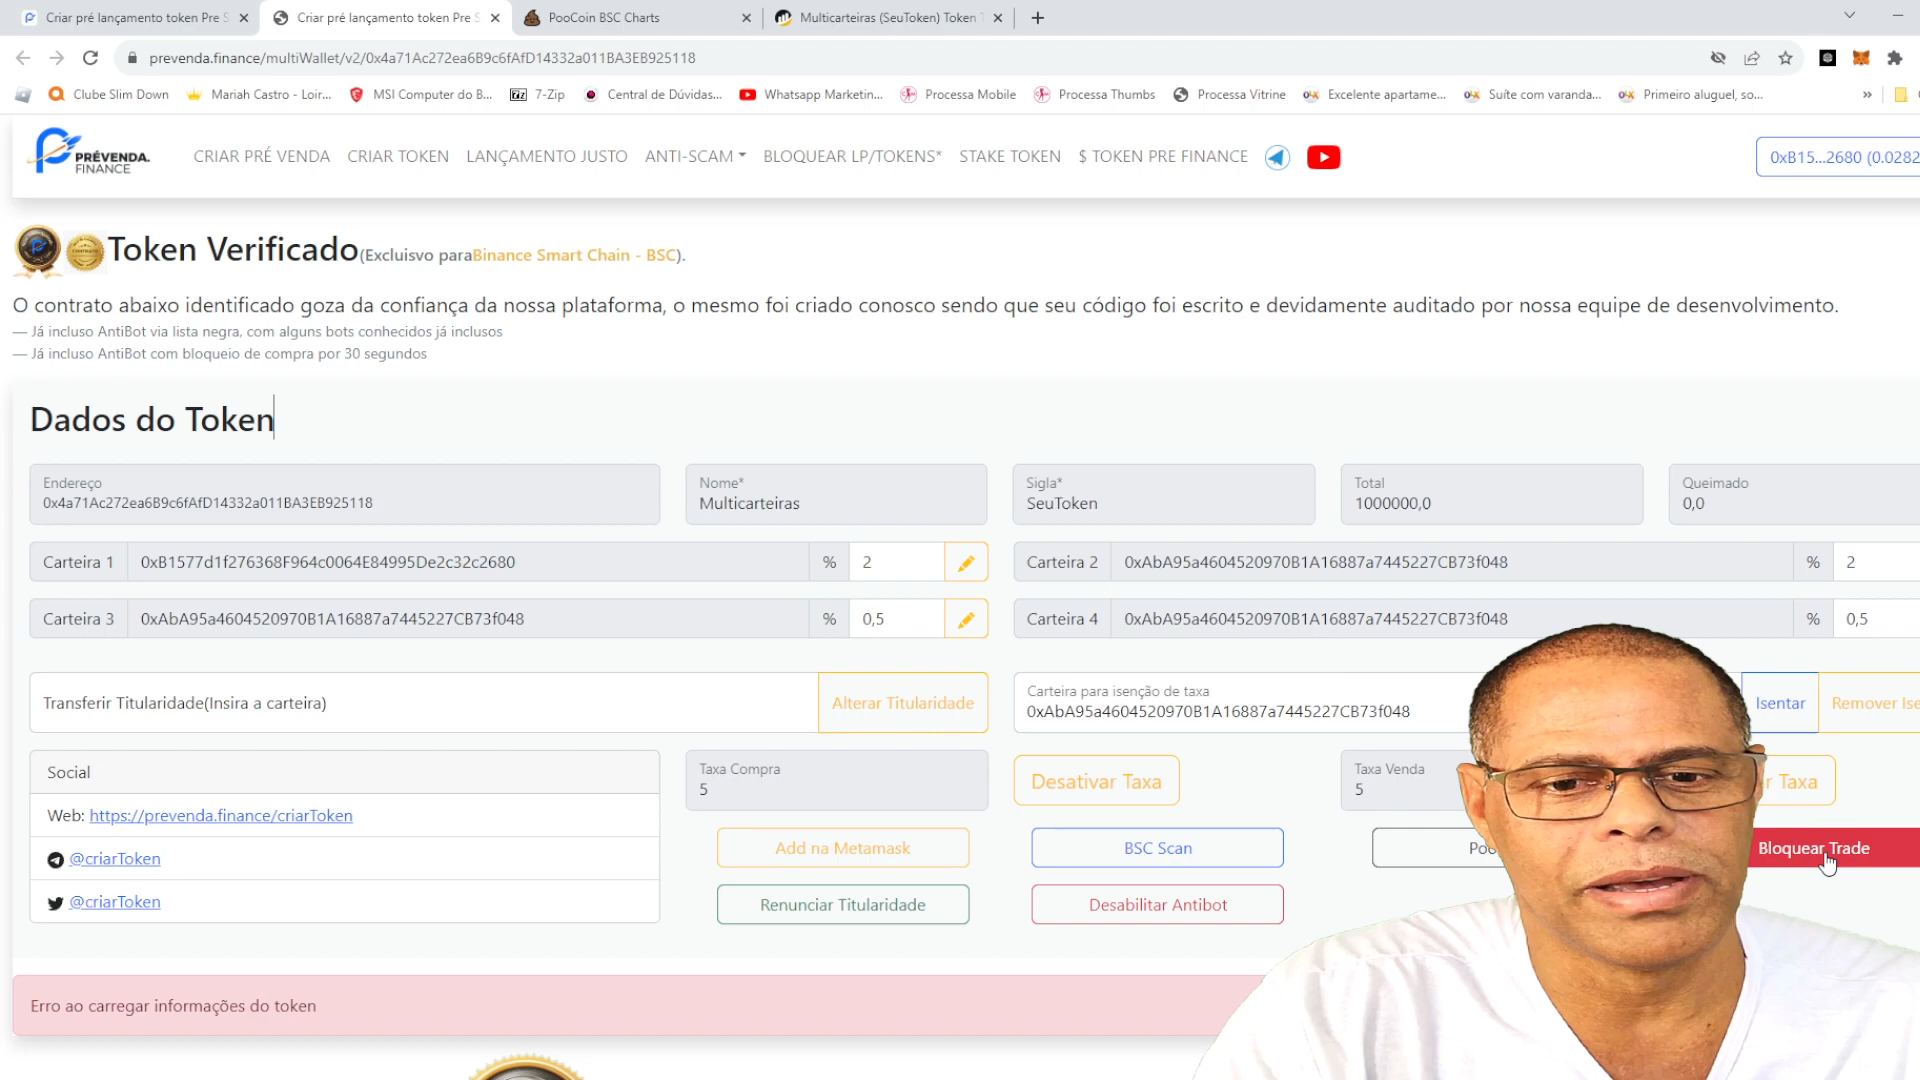 Criar pré lançamento token Pre S
Criar pré lançamento token Pre S
PooCoin BSC Charts
Multicarteiras (SeuToken) Token T
prevenda.finance/multiWallet/v2/0x4a71Ac272ea6B9c6fAfD14332a011BA3EB925118
Clube Slim Down
Mariah Castro - Loir...
MSI Computer do B...
7-Zip
Central de Dúvidas...
Whatsapp Marketin...
Processa Mobile
Processa Thumbs
Processa Vitrine
Excelente apartame...
Suíte com varanda...
Primeiro aluguel, so...
PRÉVENDA.
FINANCE
CRIAR PRÉ VENDA
CRIAR TOKEN
LANÇAMENTO JUSTO
ANTI-SCAM
BLOQUEAR LP/TOKENS*
STAKE TOKEN
$ TOKEN PRE FINANCE
0xB15...2680 (0.0282
Token Verificado(Excluisvo paraBinance Smart Chain - BSC).
O contrato abaixo identificado goza da confiança da nossa plataforma, o mesmo foi criado conosco sendo que seu código foi escrito e devidamente auditado por nossa equipe de desenvolvimento.
— Já incluso AntiBot via lista negra, com alguns bots conhecidos já inclusos
— Já incluso AntiBot com bloqueio de compra por 30 segundos
Dados do Token
Endereço
0x4a71Ac272ea6B9c6fAfD14332a011BA3EB925118
Nome*
Multicarteiras
Sigla*
SeuToken
Total
1000000,0
Queimado
0,0
Carteira 1 0xB1577d1f276368F964c0064E84995De2c32c2680 % 2
Carteira 2 0xAbA95a4604520970B1A16887a7445227CB73f048 % 2
Carteira 3 0xAbA95a4604520970B1A16887a7445227CB73f048 % 0,5
Carteira 4 0xAbA95a4604520970B1A16887a7445227CB73f048 % 0,5
Transferir Titularidade(Insira a carteira)
Alterar Titularidade
Carteira para isenção de taxa
0xAbA95a4604520970B1A16887a7445227CB73f048
Isentar
Remover Ise
Social
Web: https://prevenda.finance/criarToken
@criarToken
@criarToken
Taxa Compra
5
Desativar Taxa
Taxa Venda
5
r Taxa
Add na Metamask
BSC Scan
Poo
Bloquear Trade
Renunciar Titularidade
Desabilitar Antibot
Erro ao carregar informações do token